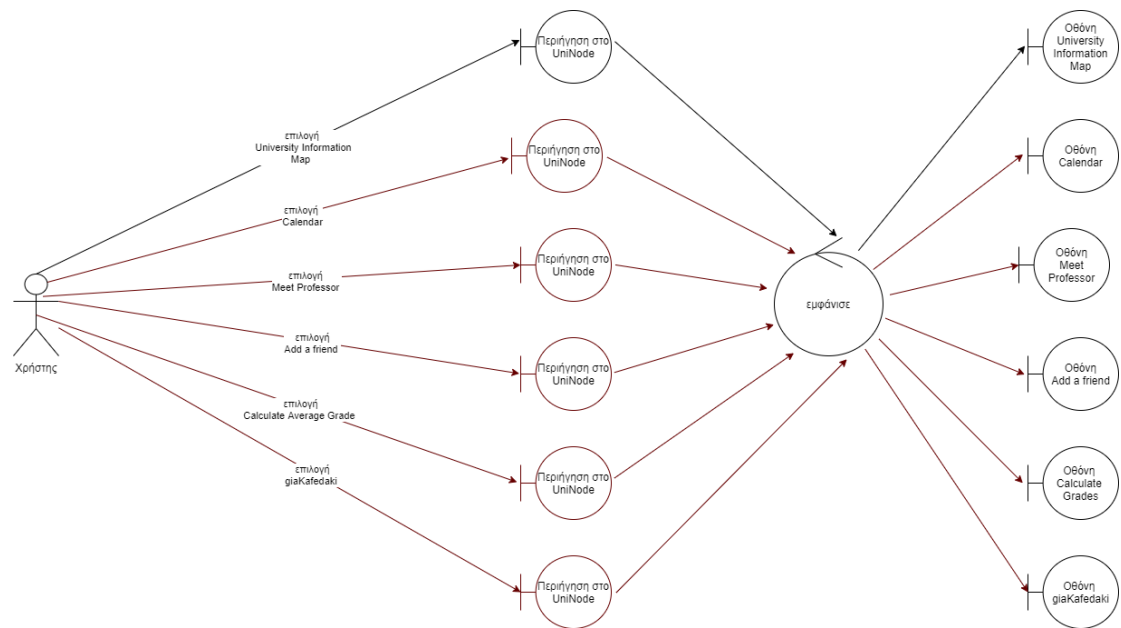 Περιήγηση στο
UniNode
Οθόνη
University
Information
Map
επιλογή
University Information
Map
Περιήγηση στο
UniNode
Οθόνη
Calendar
επιλογή
Calendar
Περιήγηση στο
UniNode
Οθόνη
Meet
Professor
επιλογή
Meet Professor
εμφάνισε
Χρήστης
επιλογή
Add a friend
Περιήγηση στο
UniNode
Οθόνη
Add a friend
επιλογή
Calculate Average Grade
Περιήγηση στο
UniNode
Οθόνη
Calculate
Grades
επιλογή
giaKafedaki
Περιήγηση στο
UniNode
Οθόνη
giaKafedaki